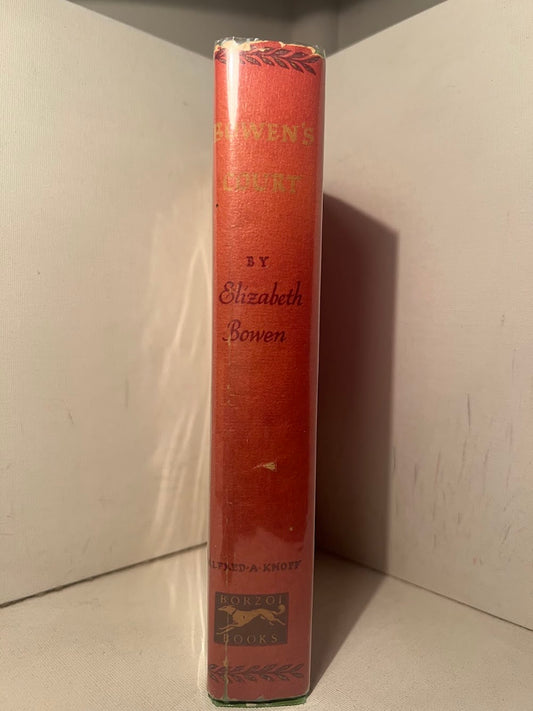 BOWEN'S
COURT
BY
Elizabeth
Bowen
ALFRED·A·KNOPF
BORZOI
BOOKS